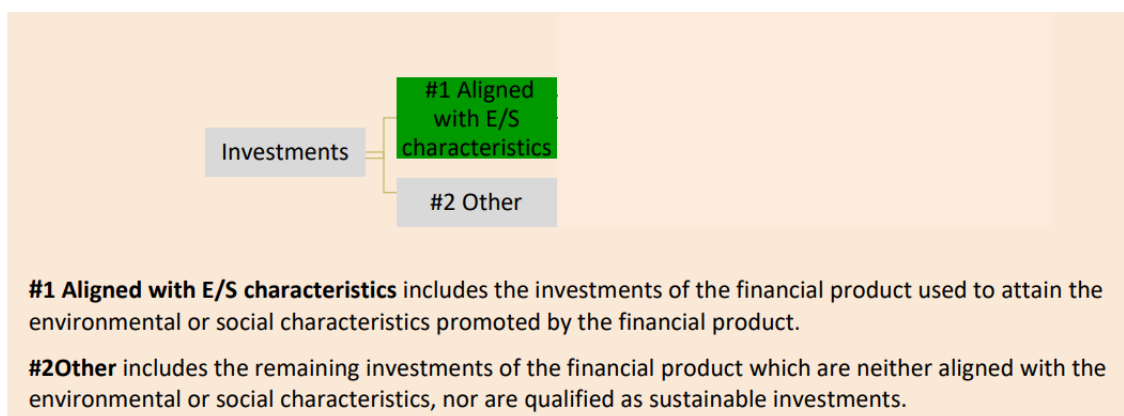 #1 Aligned
with E/S
characteristics
Investments
#2 Other
#1 Aligned with E/S characteristics includes the investments of the financial product used to attain the
environmental or social characteristics promoted by the financial product.
#2Other includes the remaining investments of the financial product which are neither aligned with the
environmental or social characteristics, nor are qualified as sustainable investments.